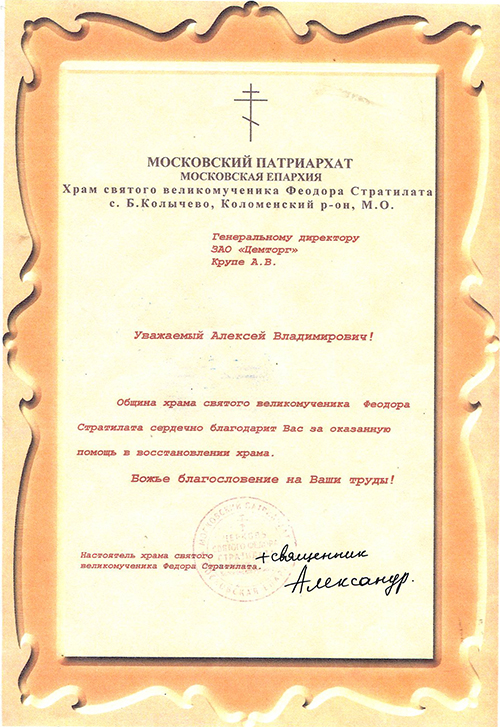 МОСКОВСКИЙ ПАТРИАРХАТ
МОСКОВСКАЯ ЕПАРХИЯ
Храм святого великомученика Феодора Стратилата
с. Б.Колычево, Коломенский р-он, М.О.
Генеральному директору
ЗАО «Цемторг»
Крупе А.В.
Уважаемый Алексей Владимирович!
Община храма святого великомученика Феодора
Стратилата сердечно благодарит Вас за оказанную
помощь в восстановлении храма.
Божье благословение на Ваши труды!
Настоятель храма святого
великомученика Федора Стратилата.
+священник
Александр.